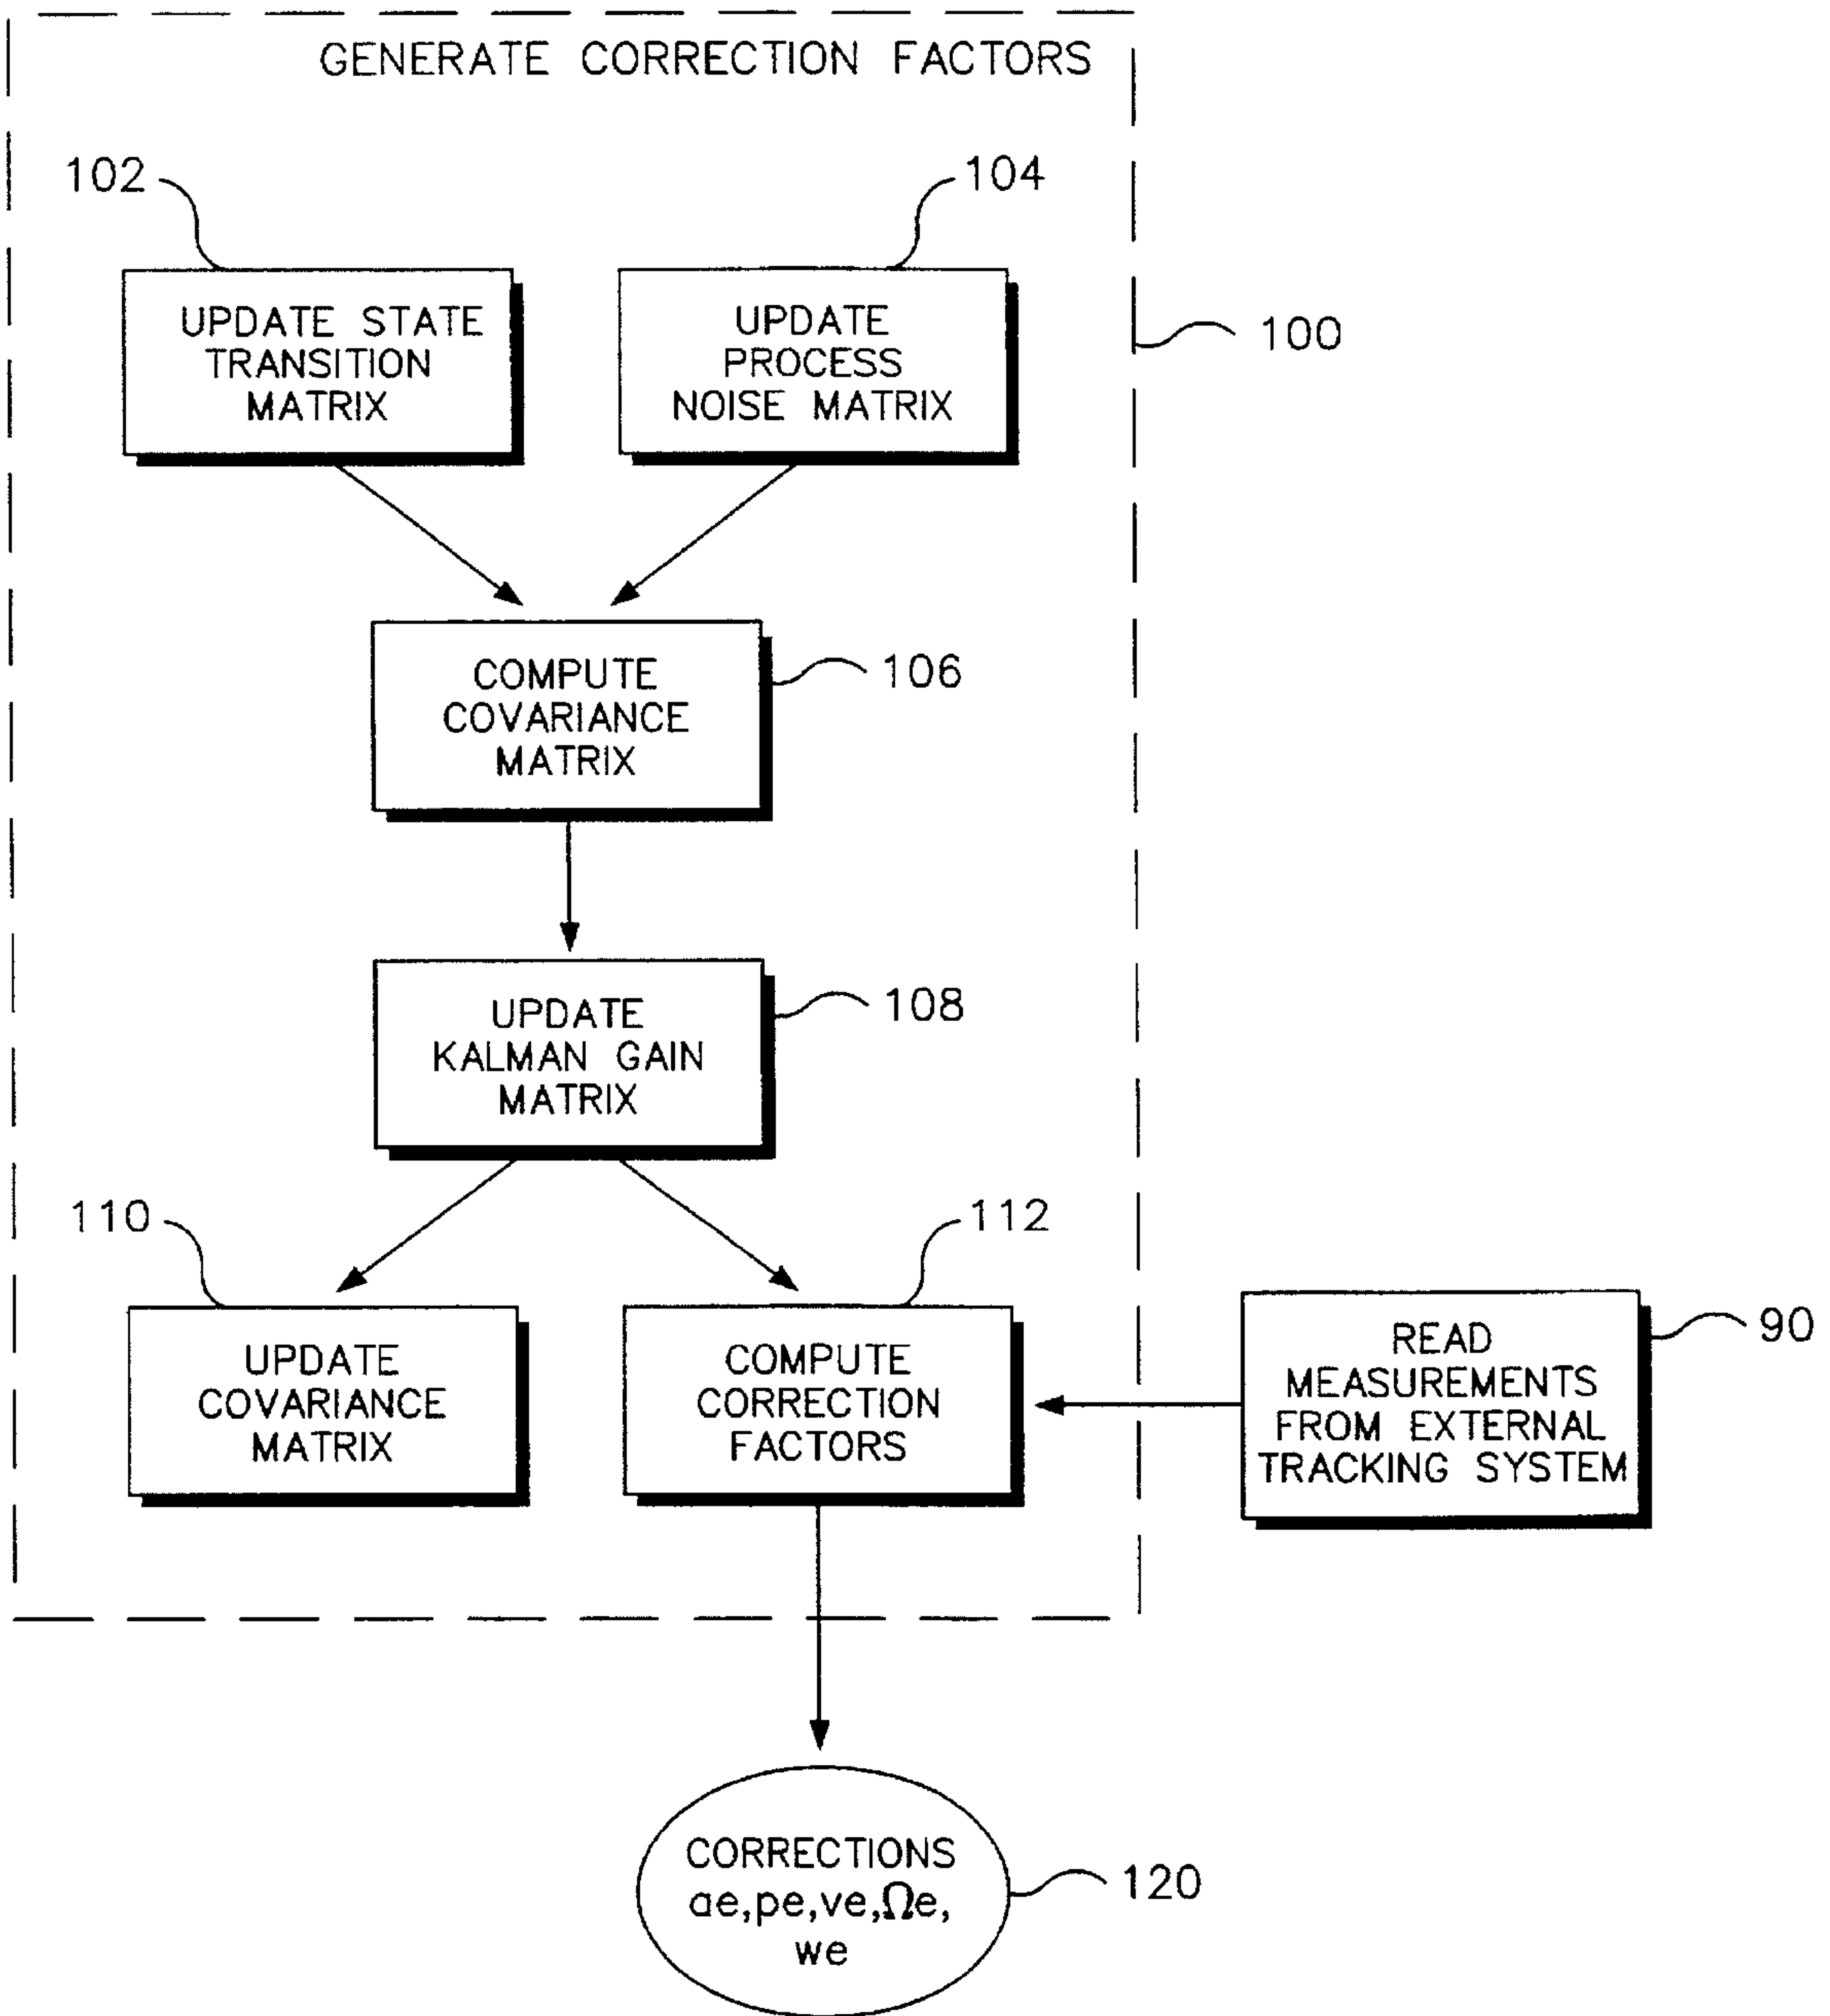 GENERATE CORRECTION FACTORS
102
104
UPDATE STATE
TRANSITION
MATRIX
UPDATE
PROCESS
NOISE MATRIX
100
COMPUTE
COVARIANCE
MATRIX
106
UPDATE
KALMAN GAIN
MATRIX
108
110
112
UPDATE
COVARIANCE
MATRIX
COMPUTE
CORRECTION
FACTORS
READ
MEASUREMENTS
FROM EXTERNAL
TRACKING SYSTEM
90
CORRECTIONS
ae,pe,ve,Ωe,
we
120